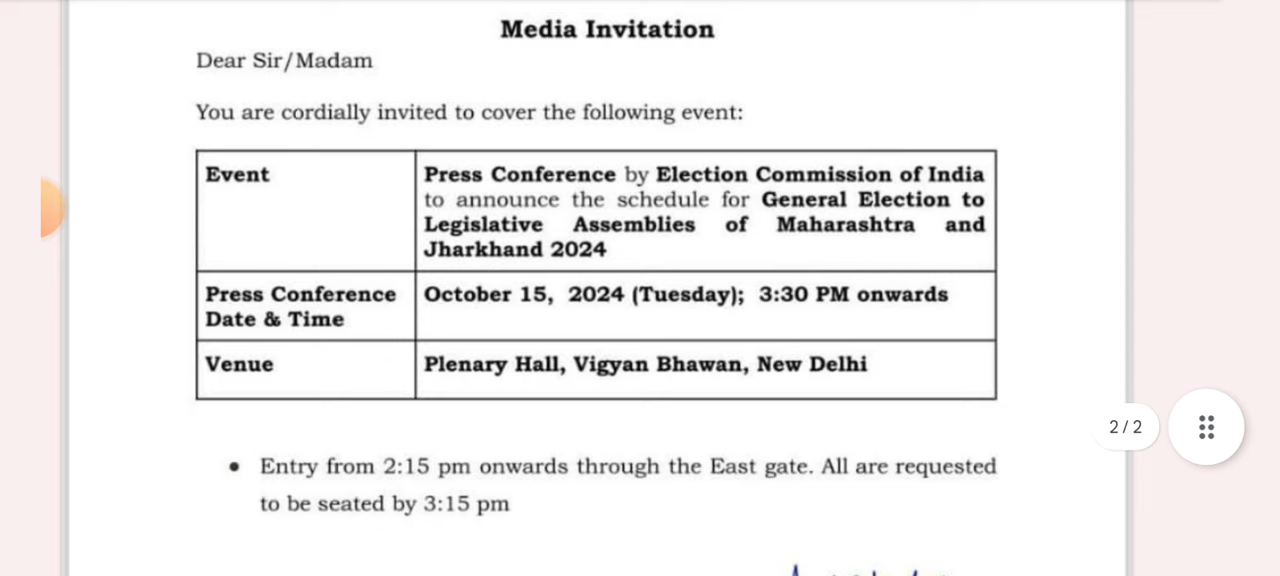 Media Invitation
Dear Sir/Madam
You are cordially invited to cover the following event:
Event
Press Conference by Election Commission of India
to announce the schedule for General Election to
Legislative Assemblies of Maharashtra and
Jharkhand 2024
Press Conference
Date & Time
October 15, 2024 (Tuesday); 3:30 PM onwards
Venue
Plenary Hall, Vigyan Bhawan, New Delhi
2/2
• Entry from 2:15 pm onwards through the East gate. All are requested
to be seated by 3:15 pm